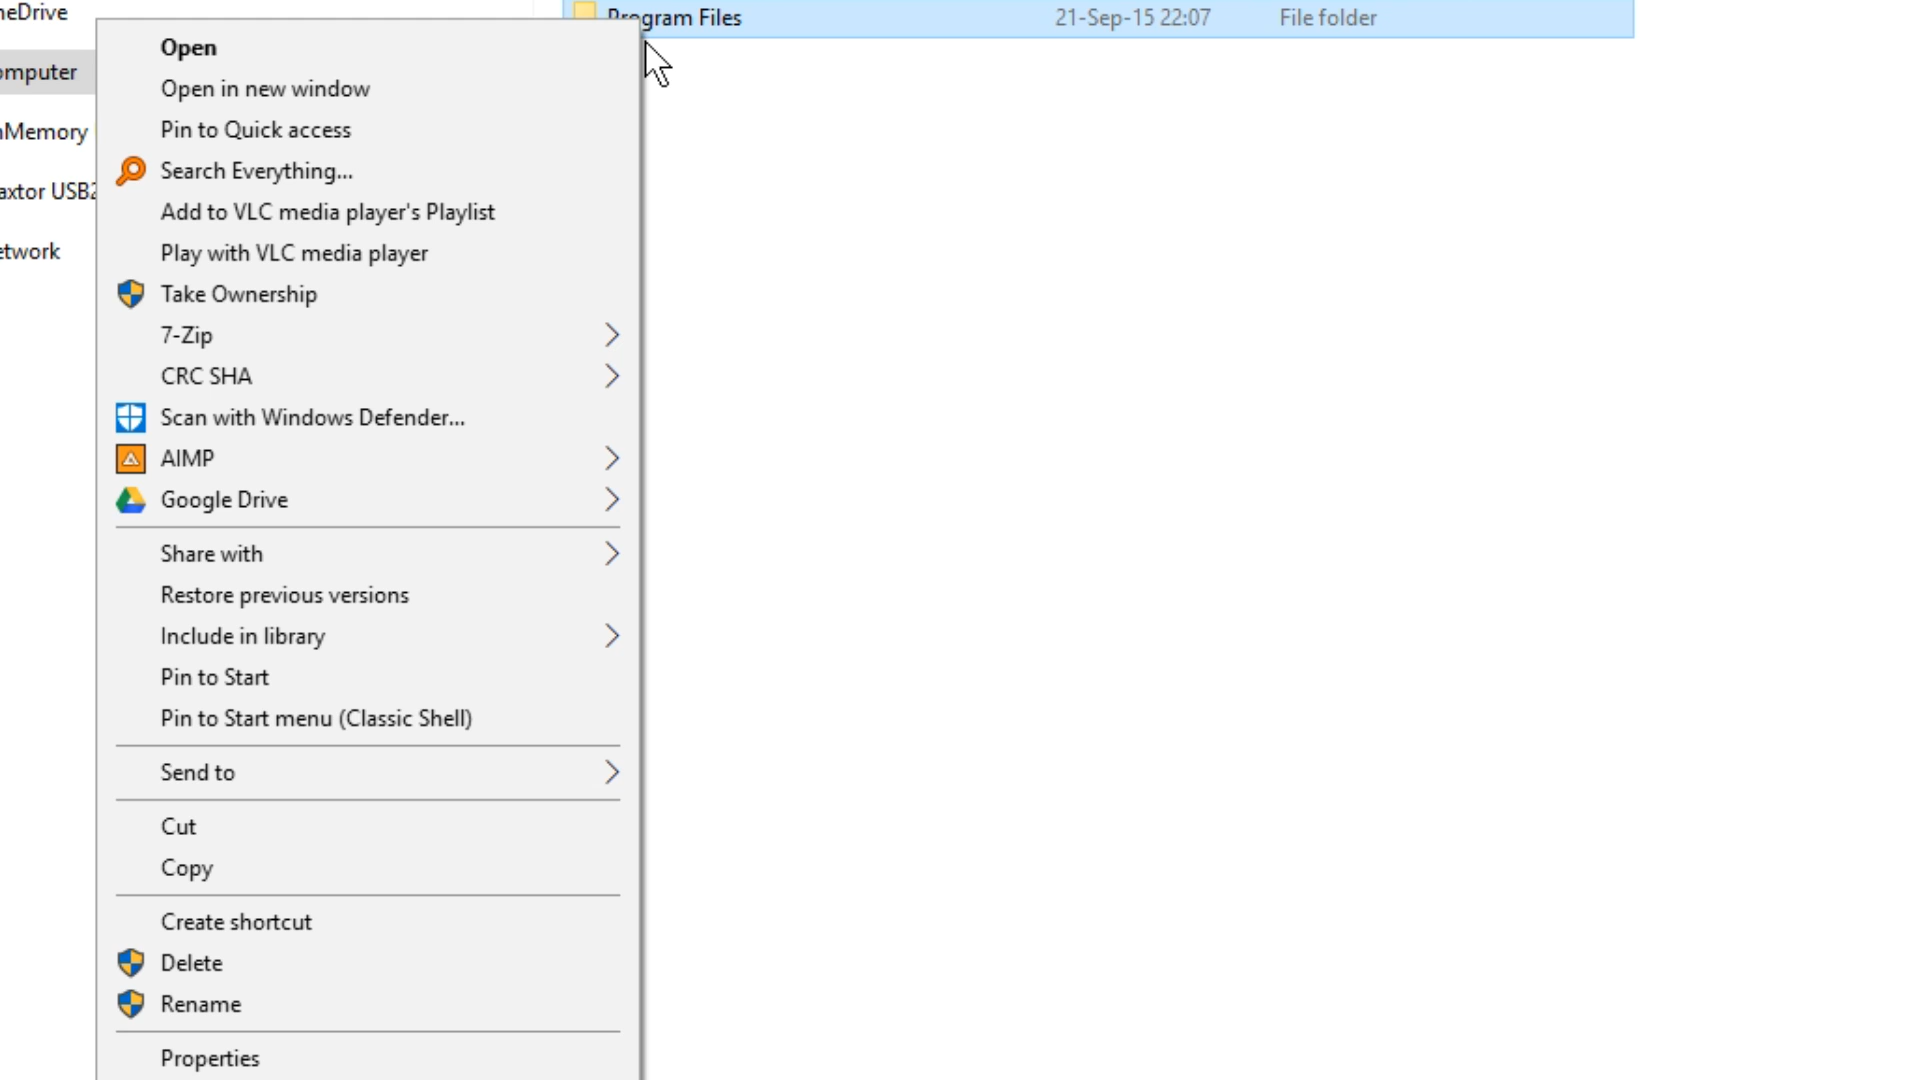 neDrive
omputer
Memory
axtor USB2
etwork
Program Files 21-Sep-15 22:07 File folder
Open
Open in new window
Pin to Quick access
Search Everything...
Add to VLC media player's Playlist
Play with VLC media player
Take Ownership
7-Zip
CRC SHA
Scan with Windows Defender...
AIMP
Google Drive
Share with
Restore previous versions
Include in library
Pin to Start
Pin to Start menu (Classic Shell)
Send to
Cut
Copy
Create shortcut
Delete
Rename
Properties